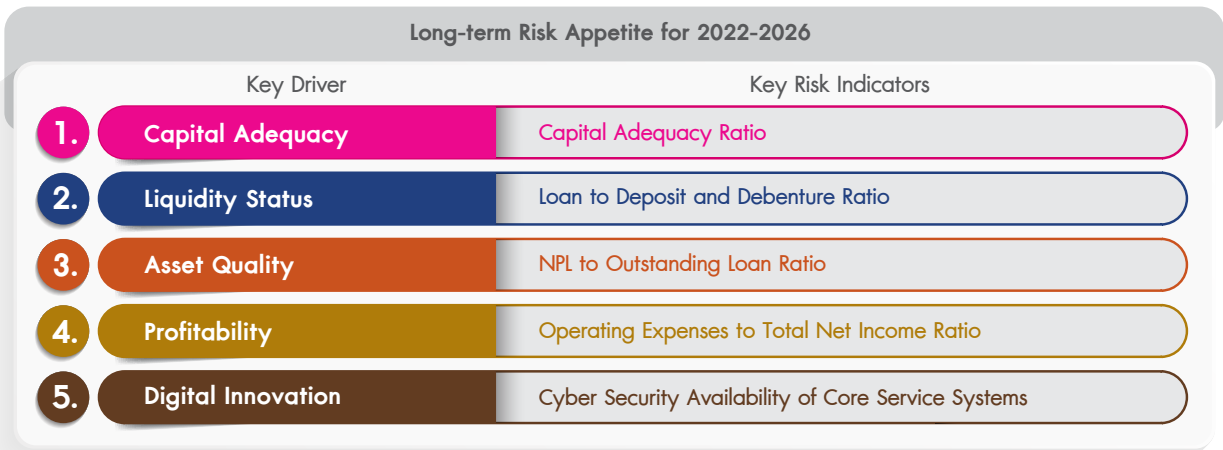 Long-term Risk Appetite for 2022-2026
Key Driver Key Risk Indicators
1. Capital Adequacy Capital Adequacy Ratio
2. Liquidity Status Loan to Deposit and Debenture Ratio
3. Asset Quality NPL to Outstanding Loan Ratio
4. Profitability Operating Expenses to Total Net Income Ratio
5. Digital Innovation Cyber Security Availability of Core Service Systems